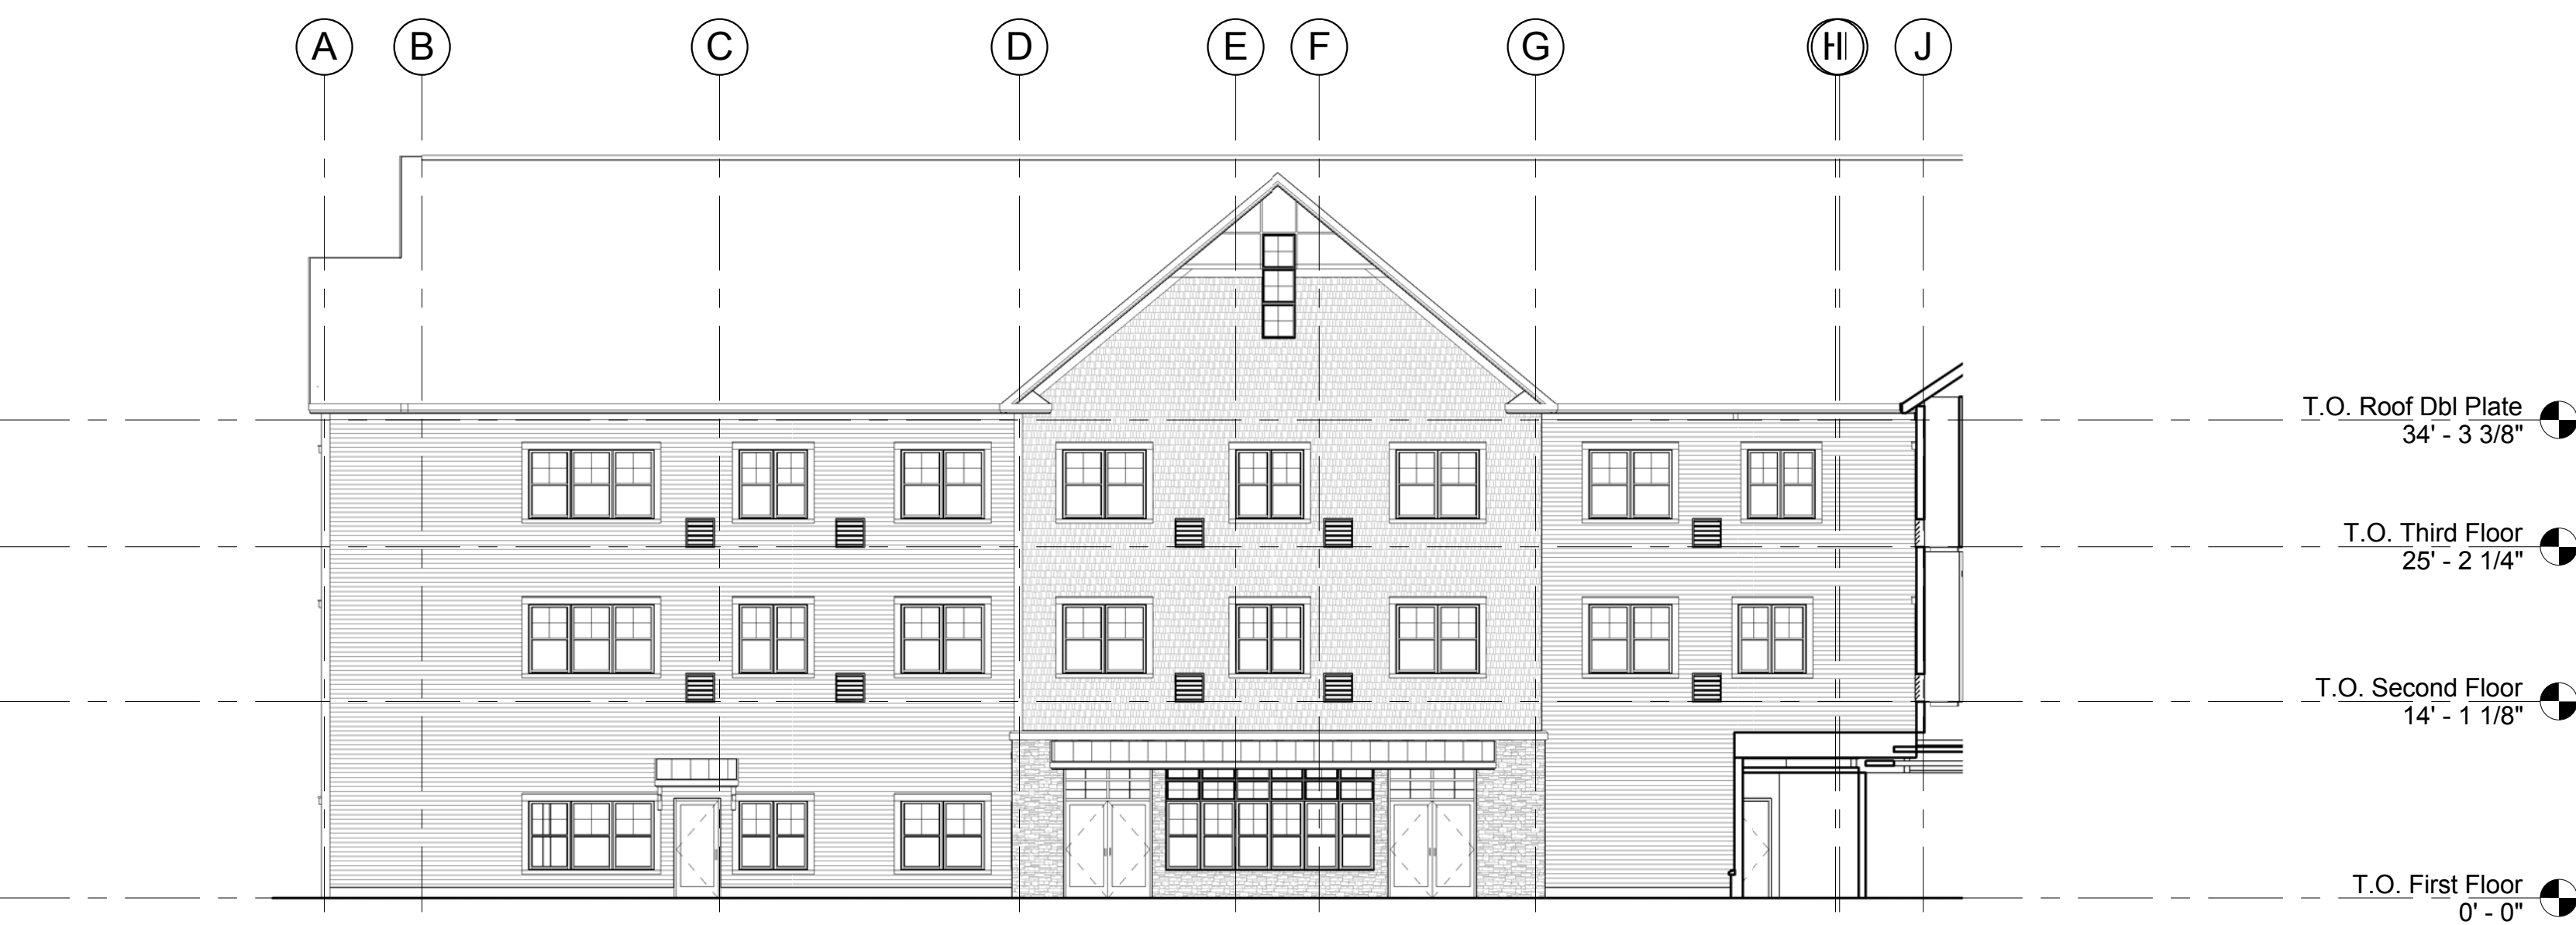 A B C D E F G H I J
T.O. Roof Dbl Plate
34' - 3 3/8"
T.O. Third Floor
25' - 2 1/4"
T.O. Second Floor
14' - 1 1/8"
T.O. First Floor
0' - 0"